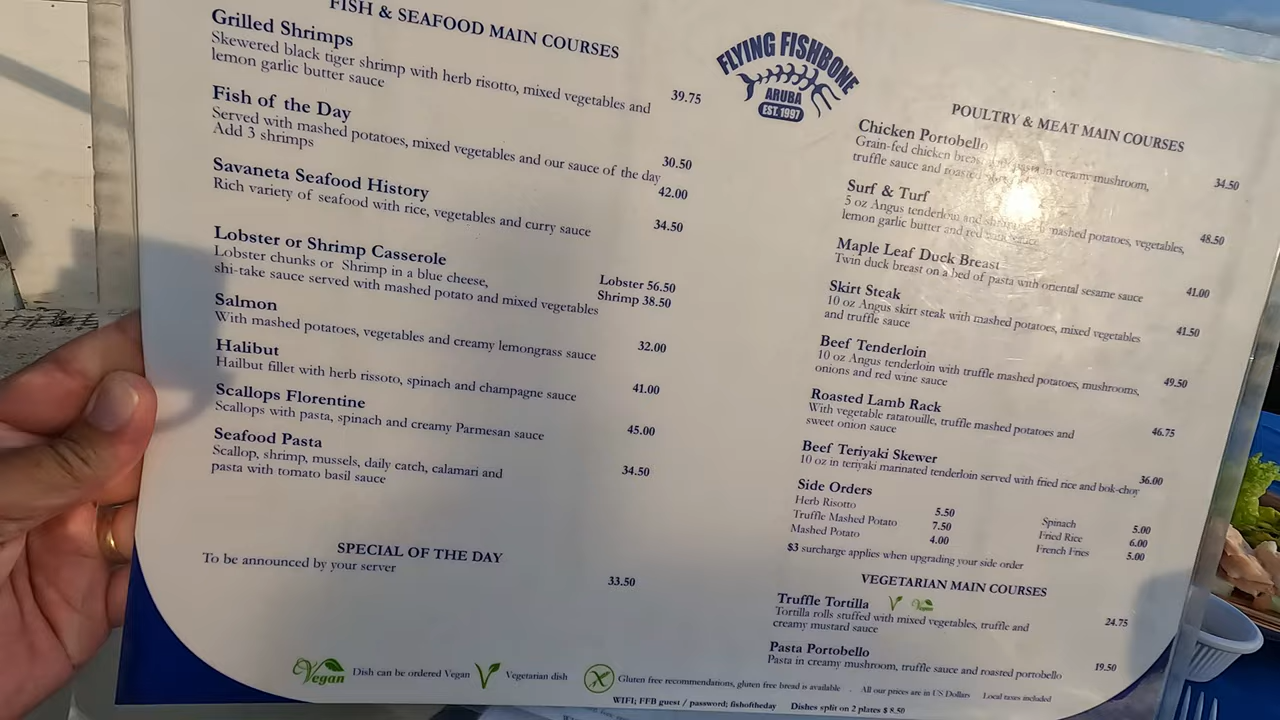 FISH & SEAFOOD MAIN COURSES
Grilled Shrimps
Skewered black tiger shrimp with herb risotto, mixed vegetables and
lemon garlic butter sauce
39.75
Fish of the Day
Served with mashed potatoes, mixed vegetables and our sauce of the day
30.50
Add 3 shrimps
42.00
Savaneta Seafood History
Rich variety of seafood with rice, vegetables and curry sauce
34.50
Lobster or Shrimp Casserole
Lobster chunks or Shrimp in a blue cheese,
Lobster 56.50
shi-take sauce served with mashed potato and mixed vegetables
Shrimp 38.50
Salmon
With mashed potatoes, vegetables and creamy lemongrass sauce
32.00
Halibut
Hailbut fillet with herb rissoto, spinach and champagne sauce
41.00
Scallops Florentine
Scallops with pasta, spinach and creamy Parmesan sauce
45.00
Seafood Pasta
Scallop, shrimp, mussels, daily catch, calamari and
pasta with tomato basil sauce
34.50
SPECIAL OF THE DAY
To be announced by your server
33.50
FLYING FISHBONE
ARUBA
EST. 1997
POULTRY & MEAT MAIN COURSES
Chicken Portobello
Grain-fed chicken breast pasta in creamy mushroom,
truffle sauce and roasted
34.50
Surf & Turf
5 oz Angus tenderloin and mashed potatoes, vegetables,
lemon garlic butter and red
48.50
Maple Leaf Duck Breast
Twin duck breast on a bed of pasta with oriental sesame sauce
41.00
Skirt Steak
10 oz Angus skirt steak with mashed potatoes, mixed vegetables
and truffle sauce
41.50
Beef Tenderloin
10 oz Angus tenderloin with truffle mashed potatoes, mushrooms,
onions and red wine sauce
49.50
Roasted Lamb Rack
With vegetable ratatouille, truffle mashed potatoes and
sweet onion sauce
46.75
Beef Teriyaki Skewer
10 oz in teriyaki marinated tenderloin served with fried rice and bok-choy
36.00
Side Orders
Herb Risotto 5.50 Spinach 5.00
Truffle Mashed Potato 7.50 Fried Rice 6.00
Mashed Potato 4.00 French Fries 5.00
$3 surcharge applies when upgrading your side order
VEGETARIAN MAIN COURSES
Truffle Tortilla V Vegan
Tortilla rolls stuffed with mixed vegetables, truffle and
creamy mustard sauce
24.75
Pasta Portobello
Pasta in creamy mushroom, truffle sauce and roasted portobello
19.50
Vegan Dish can be ordered Vegan V Vegetarian dish Gluten free recommendations, gluten free bread is available . All our prices are in US Dollars Local taxes included
WIFI; FFB guest / password; fishoftheday Dishes split on 2 plates $ 8.50